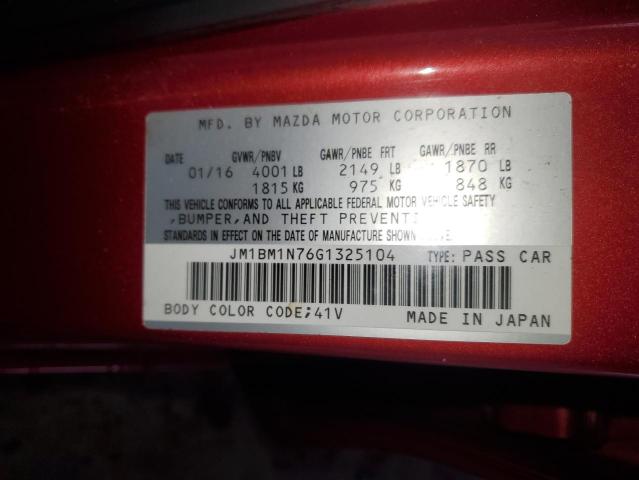 MFD. BY MAZDA MOTOR CORPORATION
DATE GVWR/PNBV GAWR/PNBE FRT GAWR/PNBE RR
01/16 4001 LB 2149 LB 1870 LB
1815 KG 975 KG 848 KG
THIS VEHICLE CONFORMS TO ALL APPLICABLE FEDERAL MOTOR VEHICLE SAFETY
,BUMPER,AND THEFT PREVENTI
STANDARDS IN EFFECT ON THE DATE OF MANUFACTURE SHOWN
JM1BM1N76G1325104 TYPE: PASS CAR
BODY COLOR CODE;41V MADE IN JAPAN